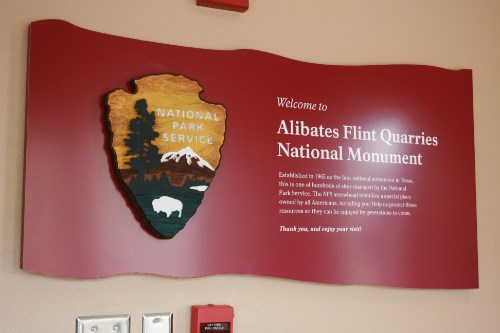 NATIONAL
PARK
SERVICE
Welcome to
Alibates Flint Quarries
National Monument
Established in 1965 as the first national monument in Texas,
this is one of hundreds of sites managed by the National
Park Service. The NPS arrowhead identifies a special place
owned by all Americans, including you! Help us protect these
resources so they can be enjoyed by generations to come.
Thank you, and enjoy your visit!